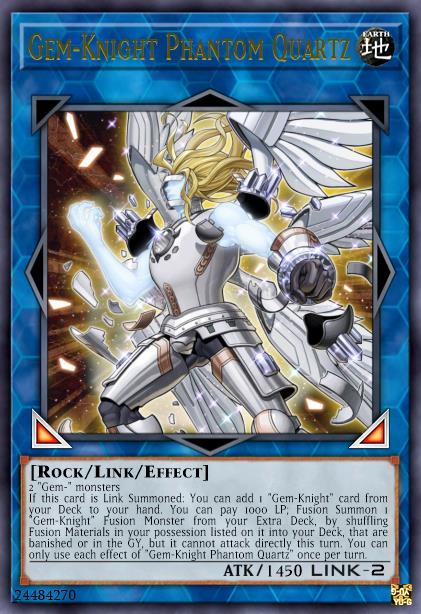 Gem-Knight Phantom Quartz
EARTH
地
[Rock/Link/Effect]
2 "Gem-" monsters
If this card is Link Summoned: You can add 1 "Gem-Knight" card from
your Deck to your hand. You can pay 1000 LP; Fusion Summon 1
"Gem-Knight" Fusion Monster from your Extra Deck, by shuffling
Fusion Materials in your possession listed on it into your Deck, that are
banished or in the GY, but it cannot attack directly this turn. You can
only use each effect of "Gem-Knight Phantom Quartz" once per turn.
ATK/1450 LINK-2
24484270